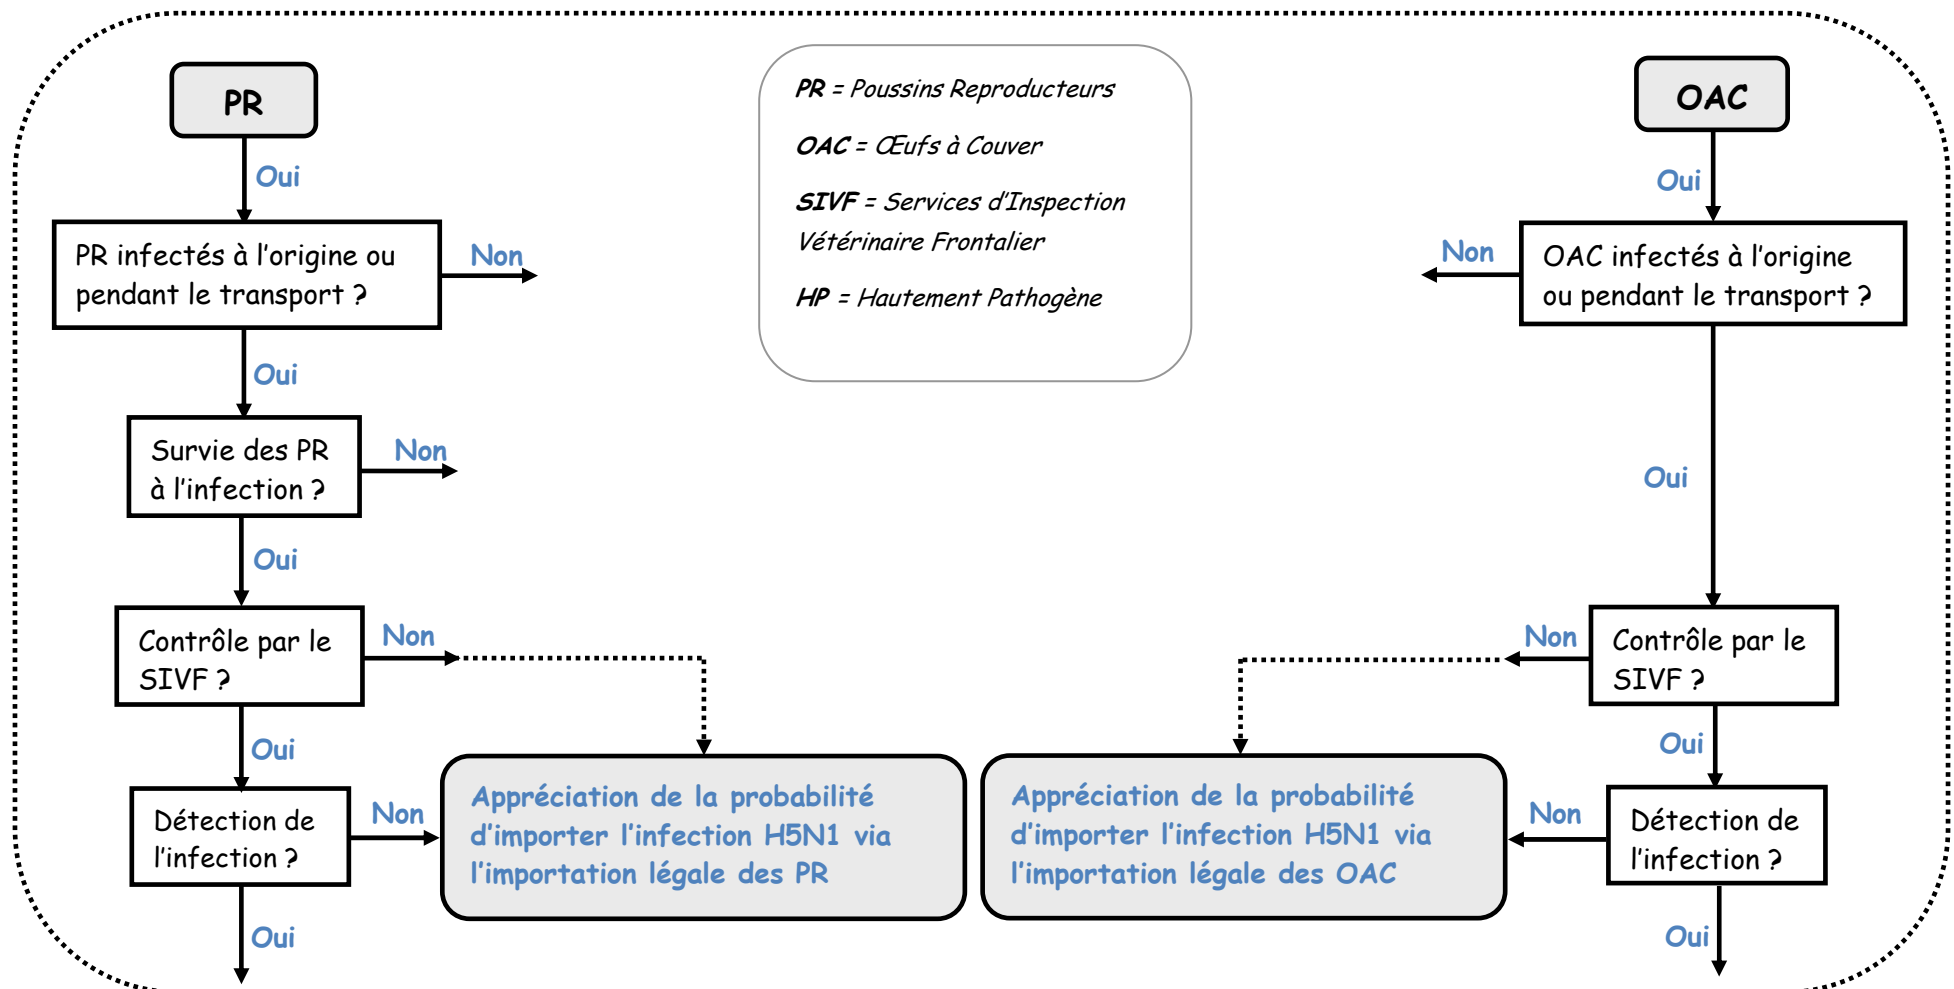 PR
Oui
PR infectés à l'origine ou
pendant le transport ?
Non
Oui
Survie des PR
à l'infection ?
Non
Oui
Contrôle par le
SIVF ?
Non
Oui
Détection de
l'infection ?
Non
Oui
PR = Poussins Reproducteurs
OAC = Œufs à Couver
SIVF = Services d'Inspection
Vétérinaire Frontalier
HP = Hautement Pathogène
Appréciation de la probabilité
d'importer l'infection H5N1 via
l'importation légale des PR
Appréciation de la probabilité
d'importer l'infection H5N1 via
l'importation légale des OAC
OAC
Oui
Non
OAC infectés à l'origine
ou pendant le transport ?
Oui
Non
Contrôle par le
SIVF ?
Oui
Non
Détection de
l'infection ?
Oui